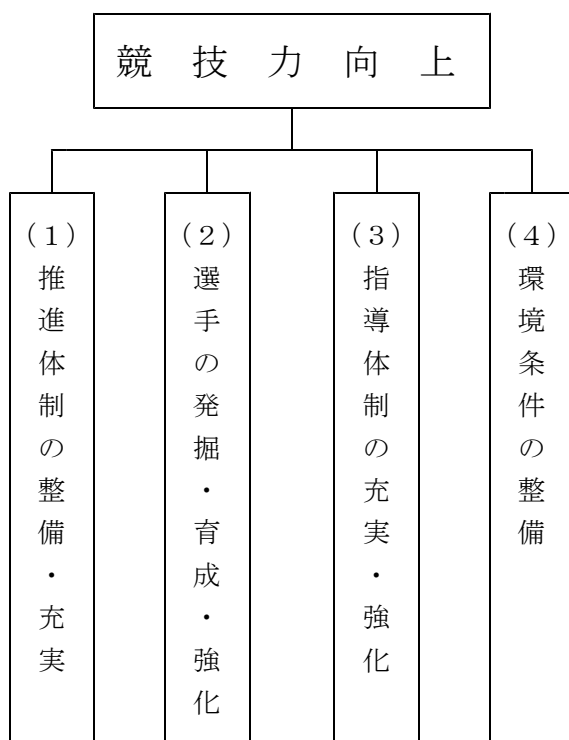 競技力向上
(1)推進体制の整備・充実
(2)選手の発掘・育成・強化
(3)指導体制の充実・強化
(4)環境条件の整備